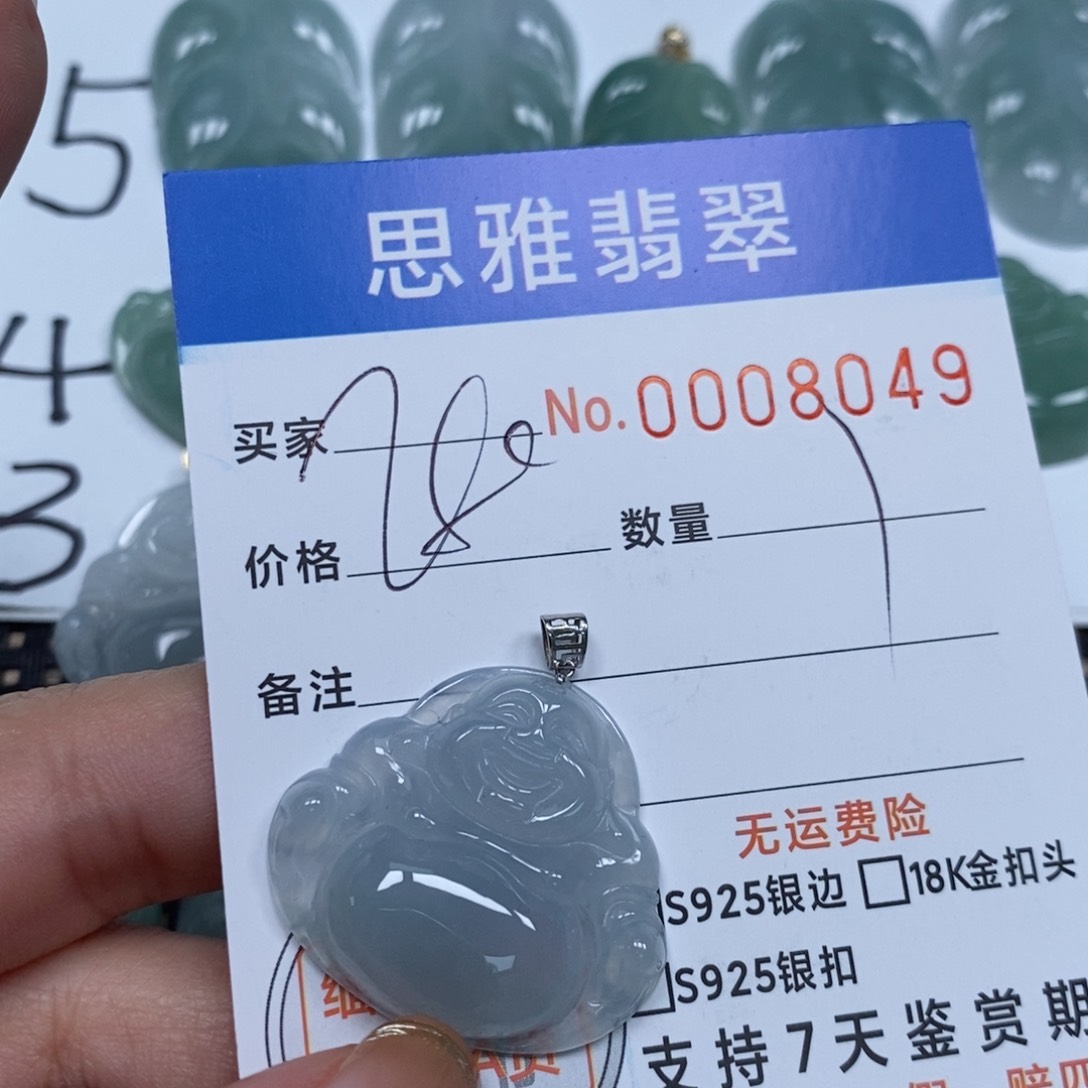 5
思雅翡翠
No.0008049
买家
4
数量
价格
3
备注
无运费险
S925银边 □18K金扣头
S925银扣
支持7天鉴赏期